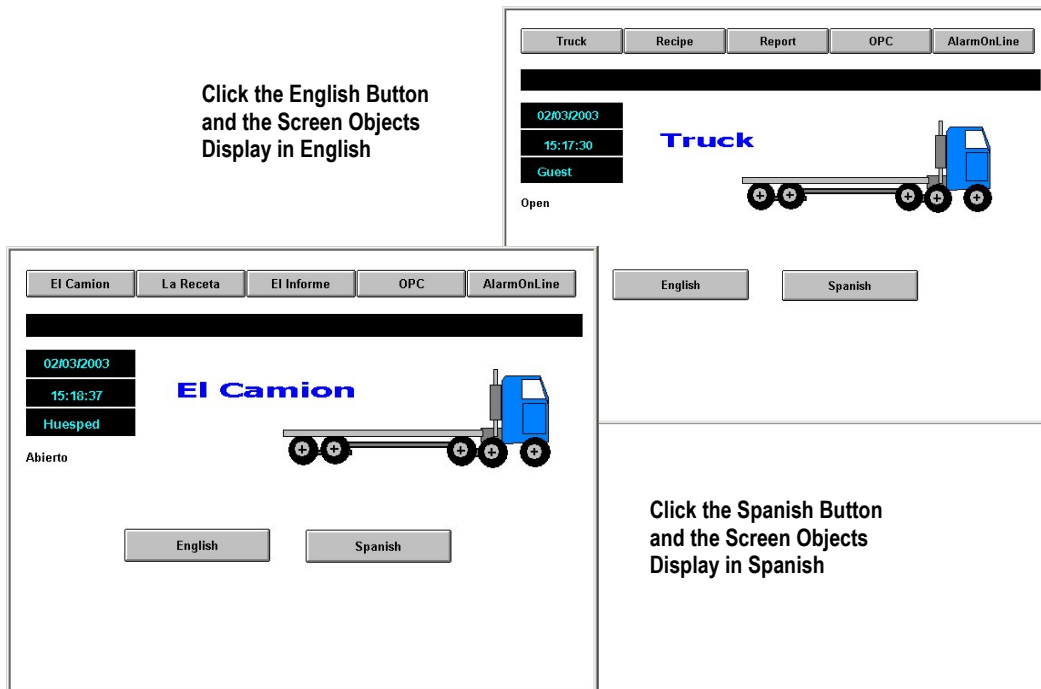 Click the English Button
and the Screen Objects
Display in English
Truck Recipe Report OPC AlarmOnLine
02/03/2003
15:17:30
Guest
Truck
Open
English Spanish
El Camion La Receta El Informe OPC AlarmOnLine
02/03/2003
15:18:37
Huesped
El Camion
Abierto
English Spanish
Click the Spanish Button
and the Screen Objects
Display in Spanish